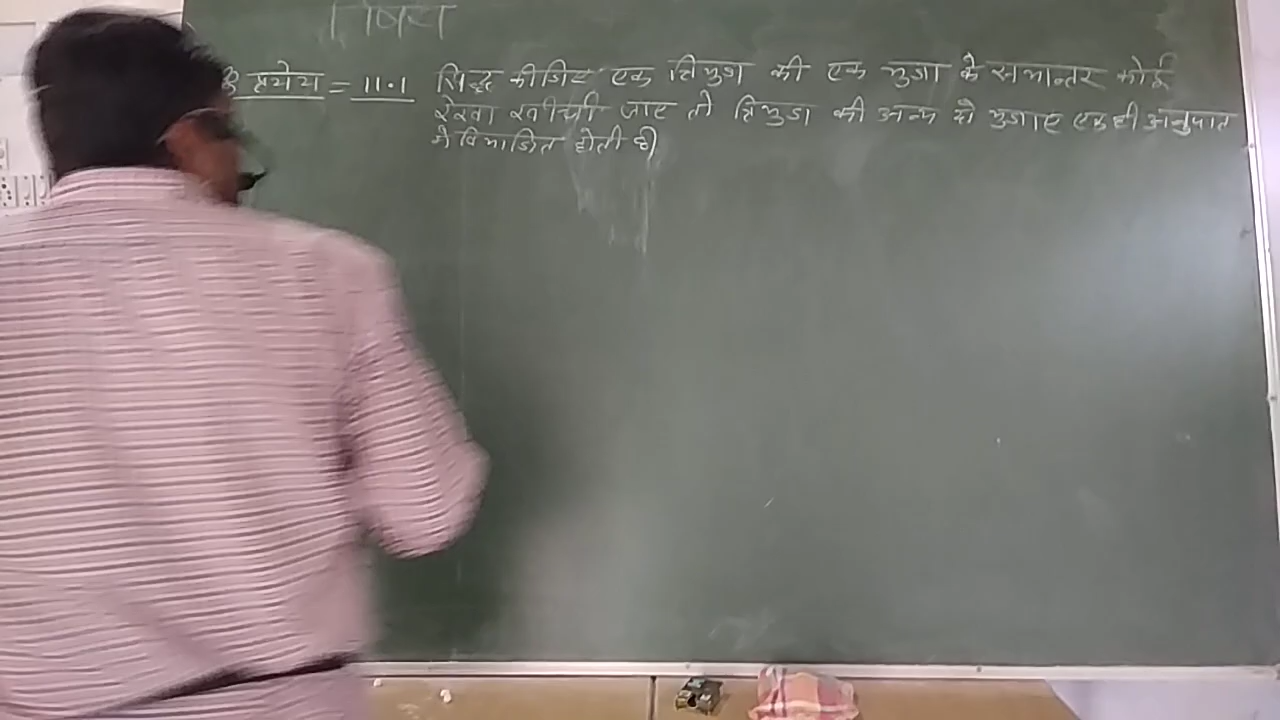 विषय
प्रमेय = 11.1 सिद्ध कीजिए एक त्रिभुज की एक भुजा के समान्तर कोई
रेखा खींची जाए तो त्रिभुज की अन्य दो भुजाए एक ही अनुपात
में विभाजित होती है